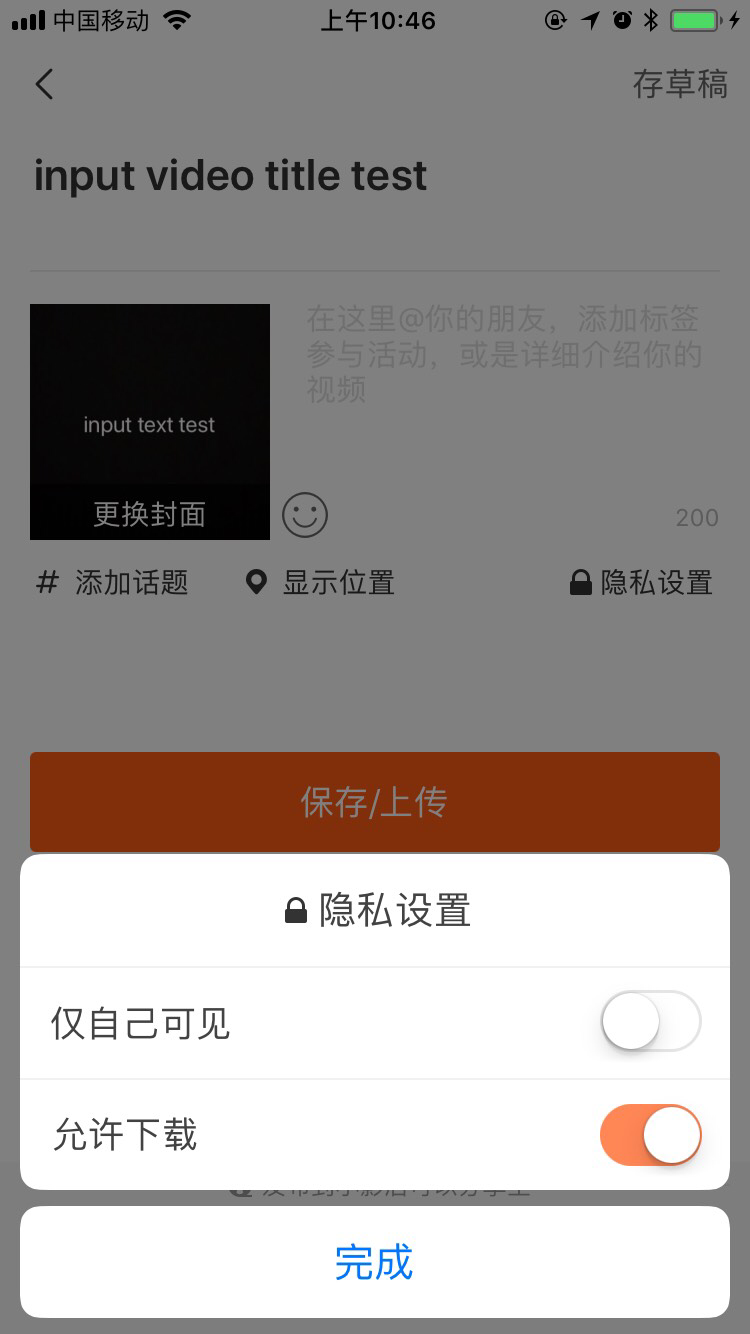 中国移动
上午10:46
存草稿
input video title test
在这里@你的朋友，添加标签
参与活动，或是详细介绍你的
视频
input text test
更换封面
200
# 添加话题
显示位置
隐私设置
保存/上传
隐私设置
仅自己可见
允许下载
完成